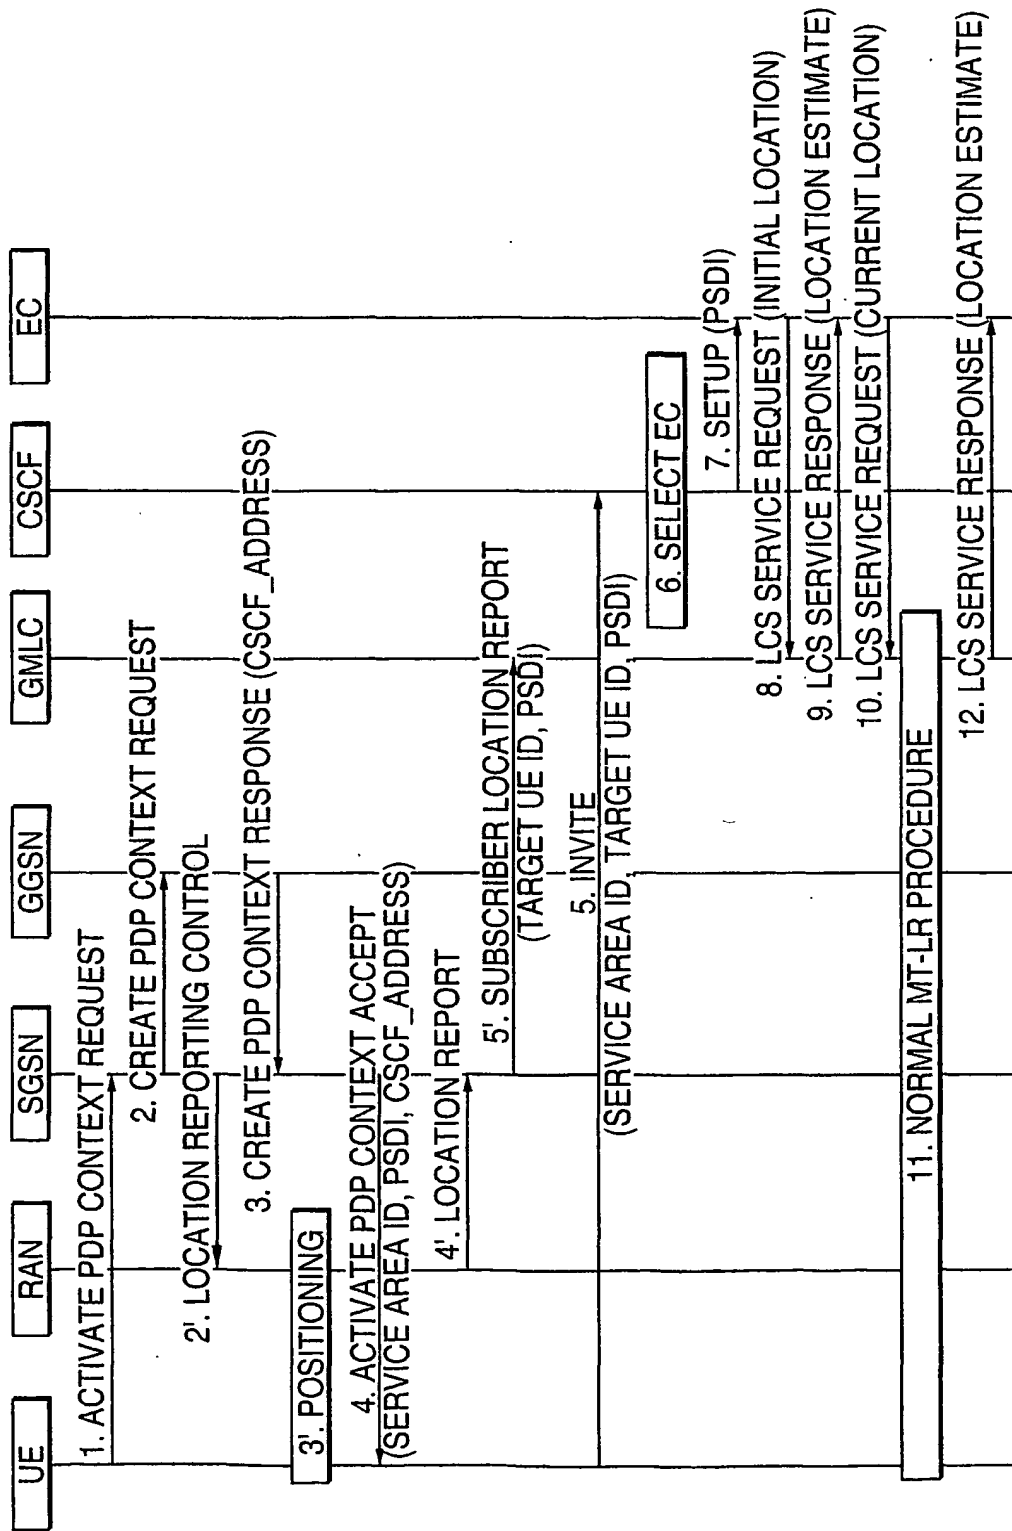 UE
RAN
SGSN
GGSN
GMLC
CSCF
EC
1. ACTIVATE PDP CONTEXT REQUEST
2. CREATE PDP CONTEXT REQUEST
2'. LOCATION REPORTING CONTROL
3. CREATE PDP CONTEXT RESPONSE (CSCF_ADDRESS)
3'. POSITIONING
4. ACTIVATE PDP CONTEXT ACCEPT
(SERVICE AREA ID, PSDI, CSCF_ADDRESS)
4'. LOCATION REPORT
5'. SUBSCRIBER LOCATION REPORT
(TARGET UE ID, PSDI)
5. INVITE
(SERVICE AREA ID, TARGET UE ID, PSDI)
6. SELECT EC
7. SETUP (PSDI)
8. LCS SERVICE REQUEST (INITIAL LOCATION)
9. LCS SERVICE RESPONSE (LOCATION ESTIMATE)
10. LCS SERVICE REQUEST (CURRENT LOCATION)
11. NORMAL MT-LR PROCEDURE
12. LCS SERVICE RESPONSE (LOCATION ESTIMATE)